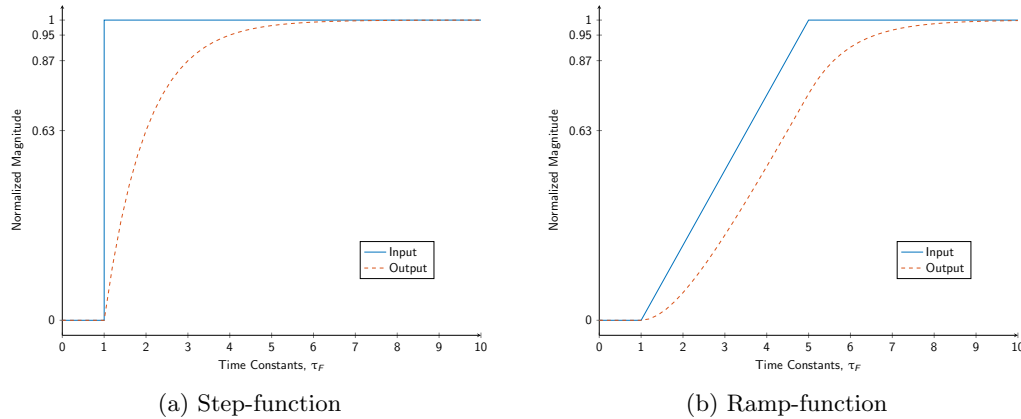 1
0.95
0.87
0.63
0
Normalized Magnitude
Input
Output
0 1 2 3 4 5 6 7 8 9 10
Time Constants, τF
(a) Step-function
1
0.95
0.87
0.63
0
Normalized Magnitude
Input
Output
0 1 2 3 4 5 6 7 8 9 10
Time Constants, τF
(b) Ramp-function